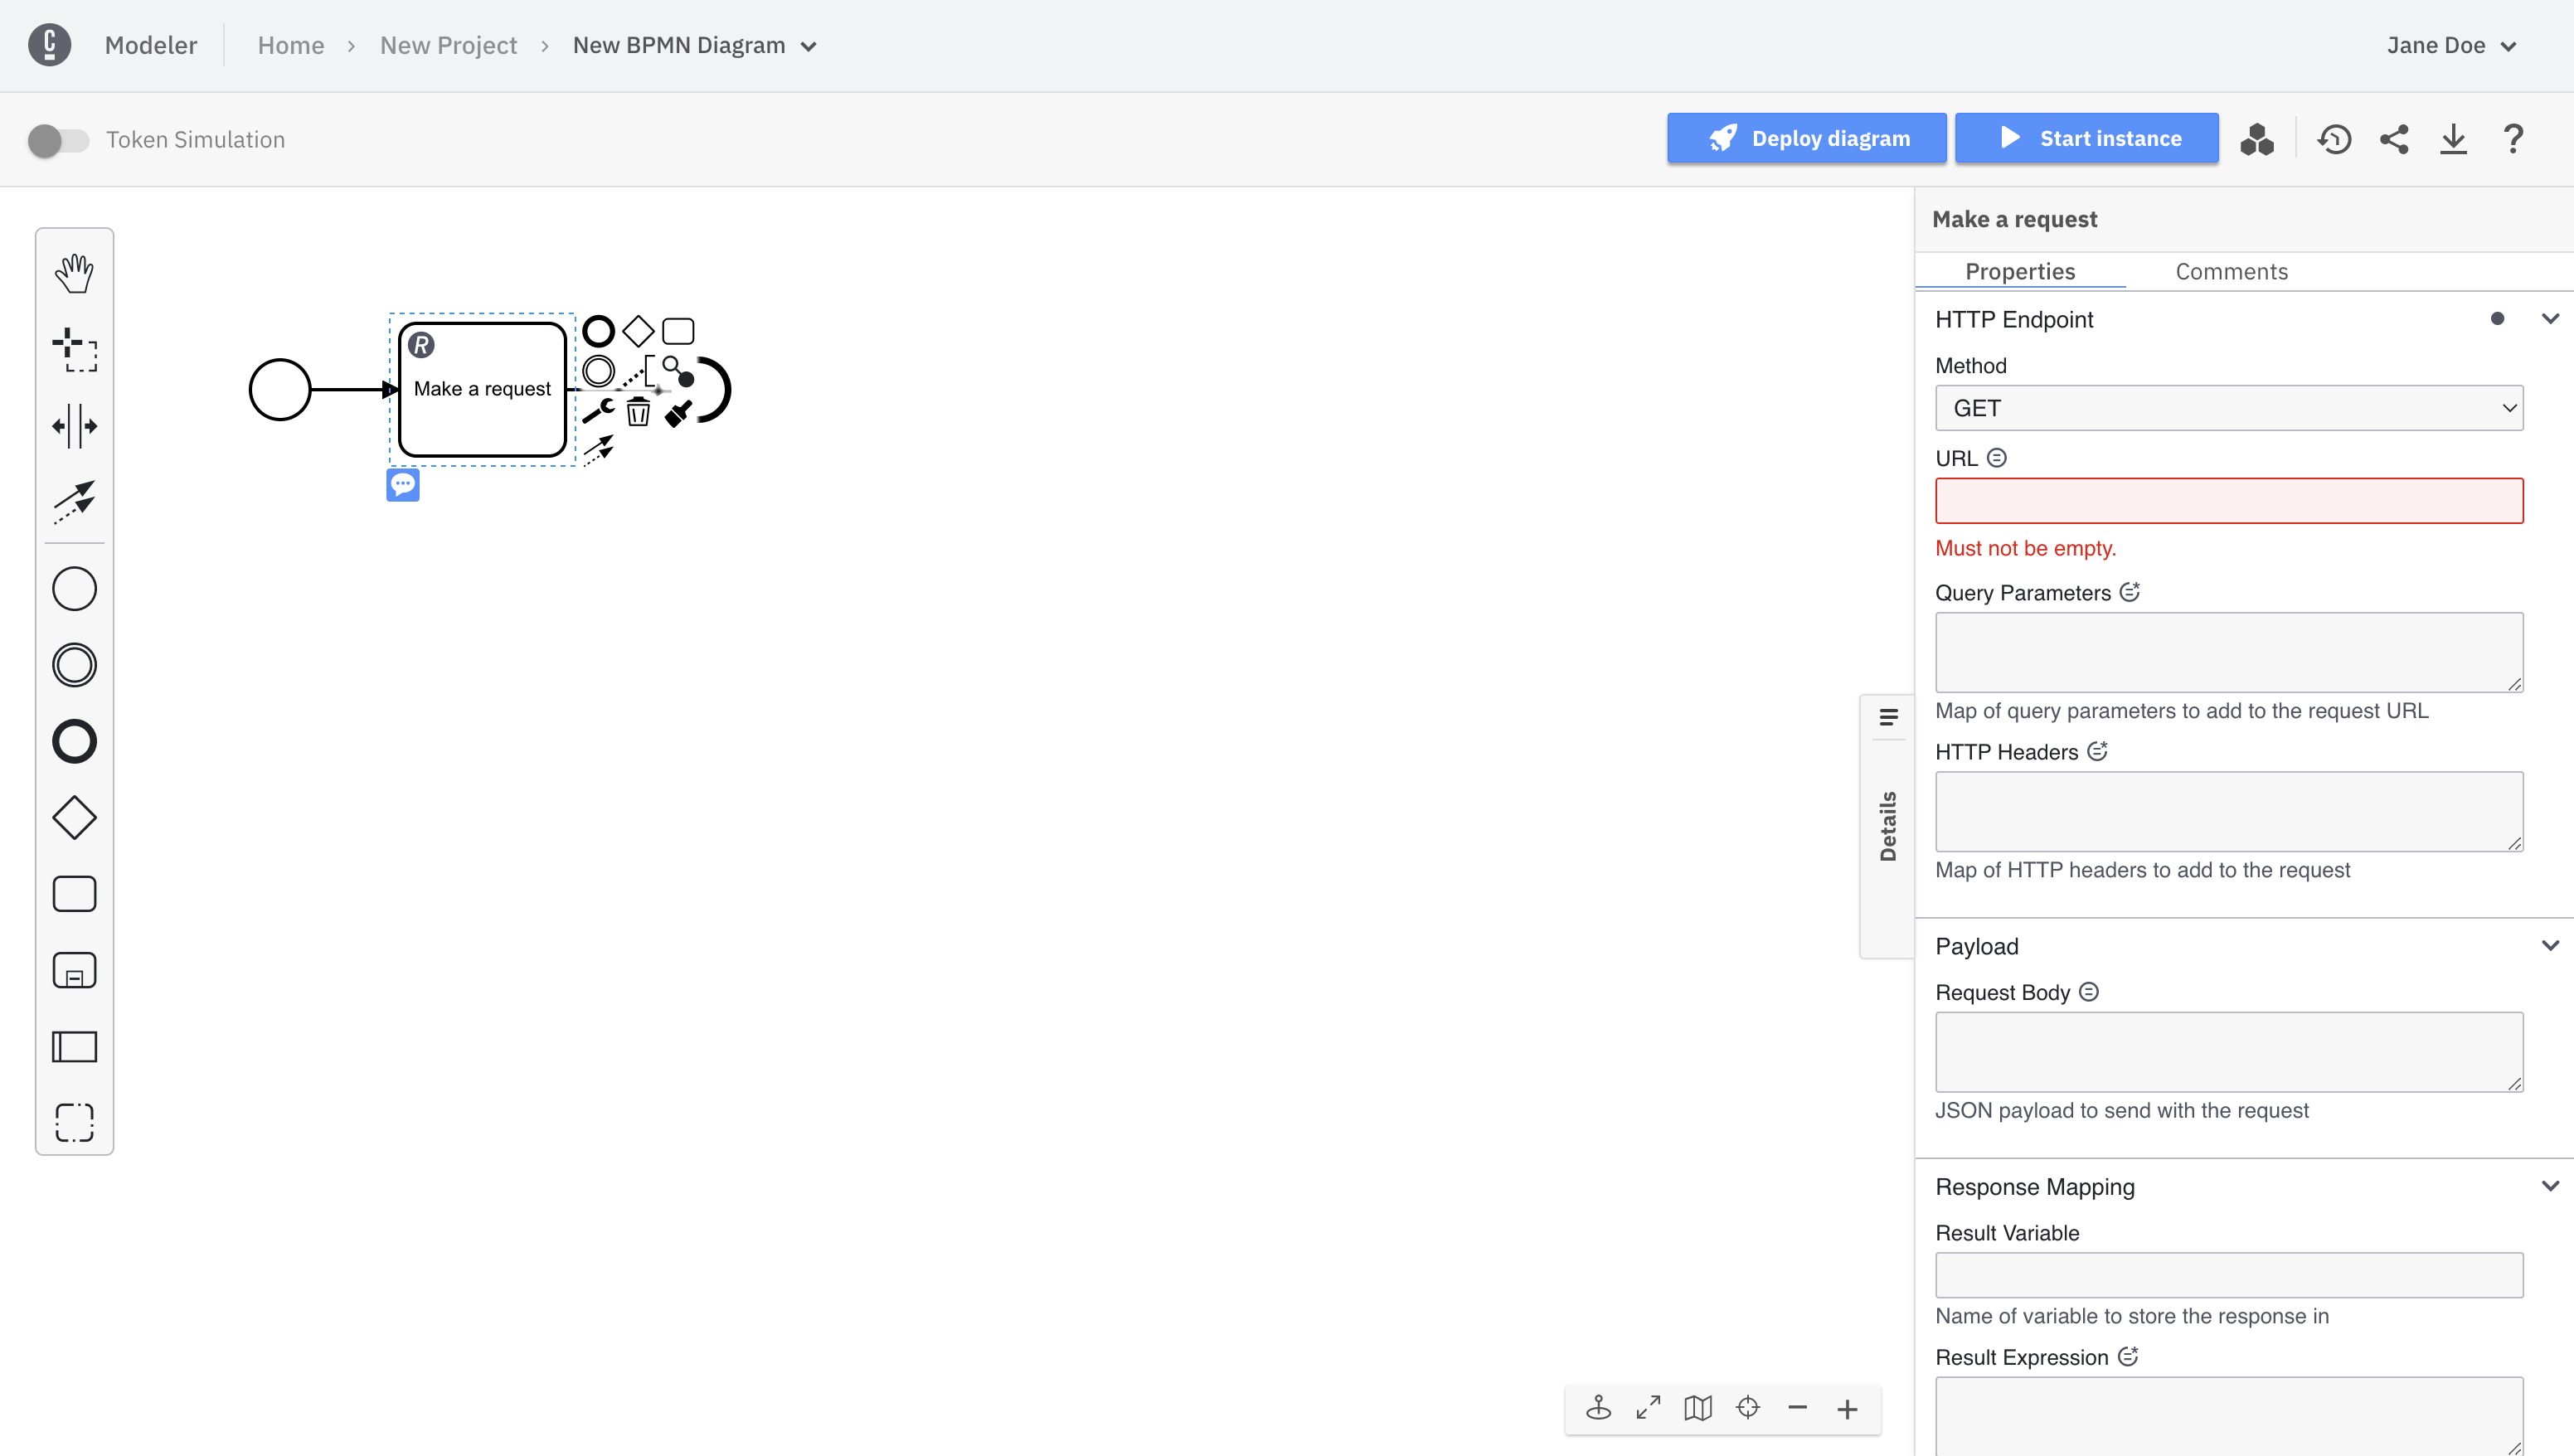 Modeler
Home › New Project › New BPMN Diagram
Jane Doe
Token Simulation
Deploy diagram
Start instance
?
Make a request
Properties
Comments
R
Make a request
HTTP Endpoint
Method
GET
URL
Must not be empty.
Query Parameters
Map of query parameters to add to the request URL
HTTP Headers
Map of HTTP headers to add to the request
Details
Payload
Request Body
JSON payload to send with the request
Response Mapping
Result Variable
Name of variable to store the response in
Result Expression